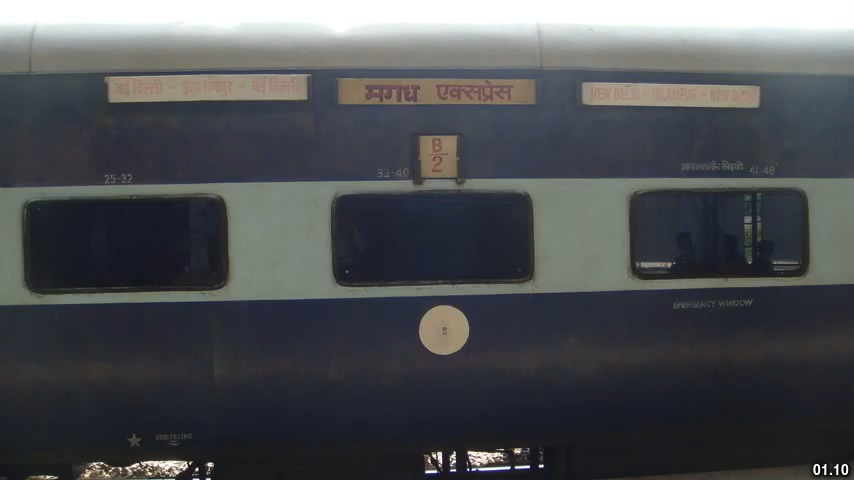 नई दिल्ली - इसलामपुर - नई दिल्ली
मगध एक्सप्रेस
NEW DELHI - ISLAMPUR - NEW DELHI
B
2
25-32
33-40
आपातकालीन खिड़की 41-48
EMERGENCY WINDOW
01.10